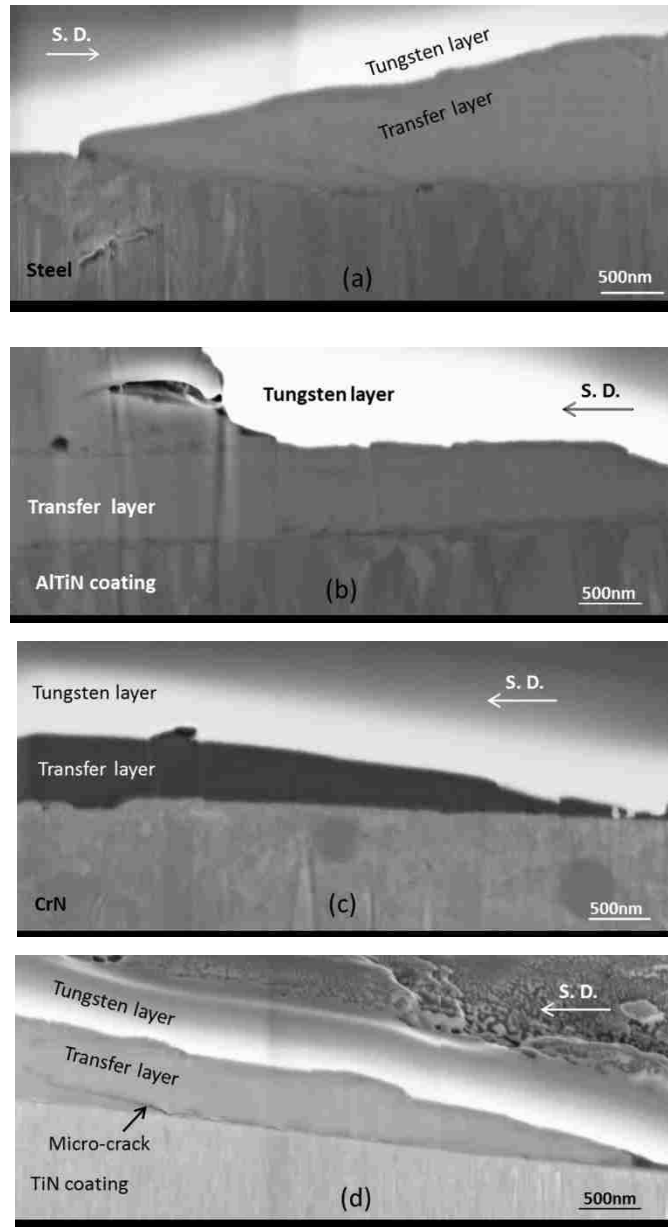 S. D.
Tungsten layer
Transfer layer
Steel
(a)
500nm
Tungsten layer
S. D.
Transfer layer
AlTiN coating
(b)
500nm
Tungsten layer
S. D.
Transfer layer
CrN
(c)
500nm
Tungsten layer
S. D.
Transfer layer
Micro-crack
TiN coating
(d)
500nm